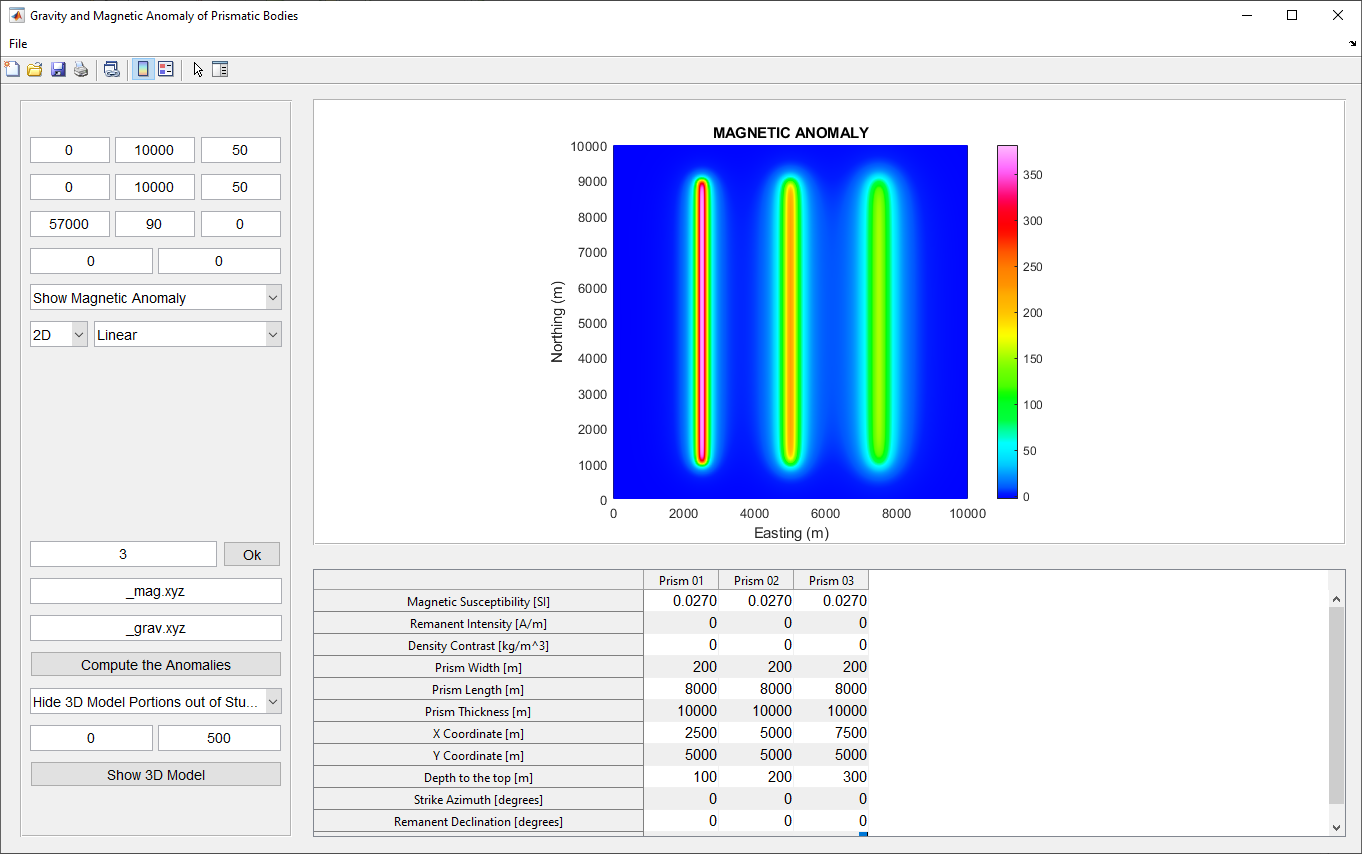 Gravity and Magnetic Anomaly of Prismatic Bodies
File
0 10000 50
0 10000 50
57000 90 0
0 0
Show Magnetic Anomaly
2D Linear
3 Ok
_mag.xyz
_grav.xyz
Compute the Anomalies
Hide 3D Model Portions out of Stu...
0 500
Show 3D Model
MAGNETIC ANOMALY
Northing (m)
10000
9000
8000
7000
6000
5000
4000
3000
2000
1000
0
0 2000 4000 6000 8000 10000
Easting (m)
350
300
250
200
150
100
50
0
Prism 01 Prism 02 Prism 03
Magnetic Susceptibility [SI] 0.0270 0.0270 0.0270
Remanent Intensity [A/m] 0 0 0
Density Contrast [kg/m^3] 0 0 0
Prism Width [m] 200 200 200
Prism Length [m] 8000 8000 8000
Prism Thickness [m] 10000 10000 10000
X Coordinate [m] 2500 5000 7500
Y Coordinate [m] 5000 5000 5000
Depth to the top [m] 100 200 300
Strike Azimuth [degrees] 0 0 0
Remanent Declination [degrees] 0 0 0